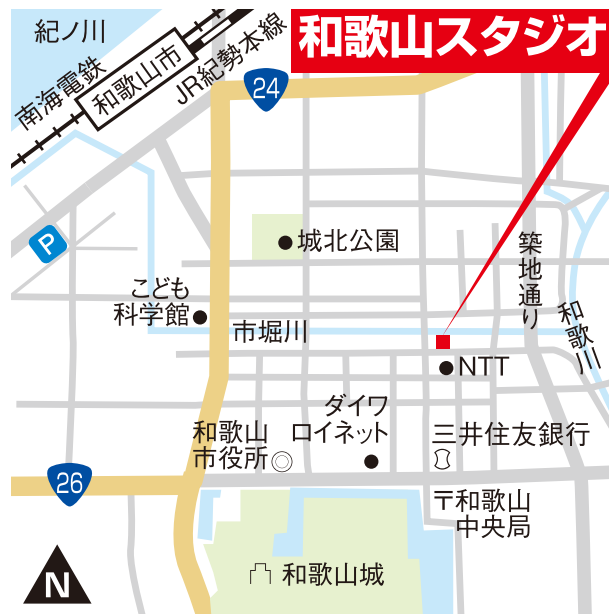 和歌山スタジオ
紀ノ川
南海電鉄
和歌山市
JR紀勢本線
24
P
城北公園
築地通り
こども
科学館
市堀川
和歌川
NTT
ダイワ
ロイネット
和歌山
市役所
三井住友銀行
26
〒和歌山
中央局
和歌山城
N